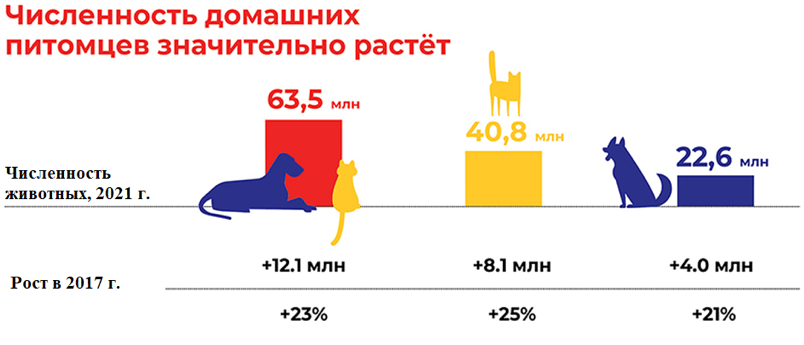 Численность домашних
питомцев значительно растёт
63,5 млн
40,8 млн
22,6 млн
Численность
животных, 2021 г.
+12.1 млн
+8.1 млн
+4.0 млн
Рост в 2017 г.
+23%
+25%
+21%